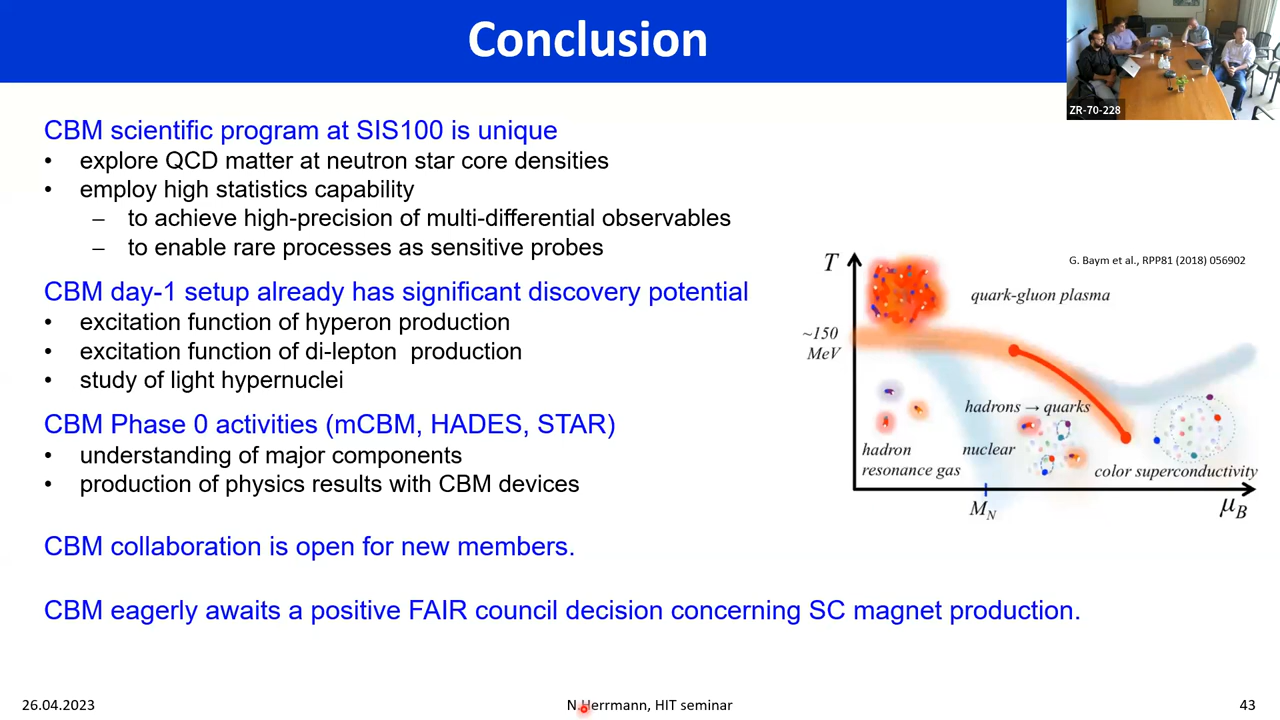 Conclusion
ZR-70-228
CBM scientific program at SIS100 is unique
• explore QCD matter at neutron star core densities
• employ high statistics capability
– to achieve high-precision of multi-differential observables
– to enable rare processes as sensitive probes
CBM day-1 setup already has significant discovery potential
• excitation function of hyperon production
• excitation function of di-lepton production
• study of light hypernuclei
CBM Phase 0 activities (mCBM, HADES, STAR)
• understanding of major components
• production of physics results with CBM devices
CBM collaboration is open for new members.
CBM eagerly awaits a positive FAIR council decision concerning SC magnet production.
G. Baym et al., RPP81 (2018) 056902
T
quark-gluon plasma
~150
MeV
hadrons → quarks
hadron
resonance gas
nuclear
color superconductivity
M_N
μ_B
26.04.2023
N.Herrmann, HIT seminar
43